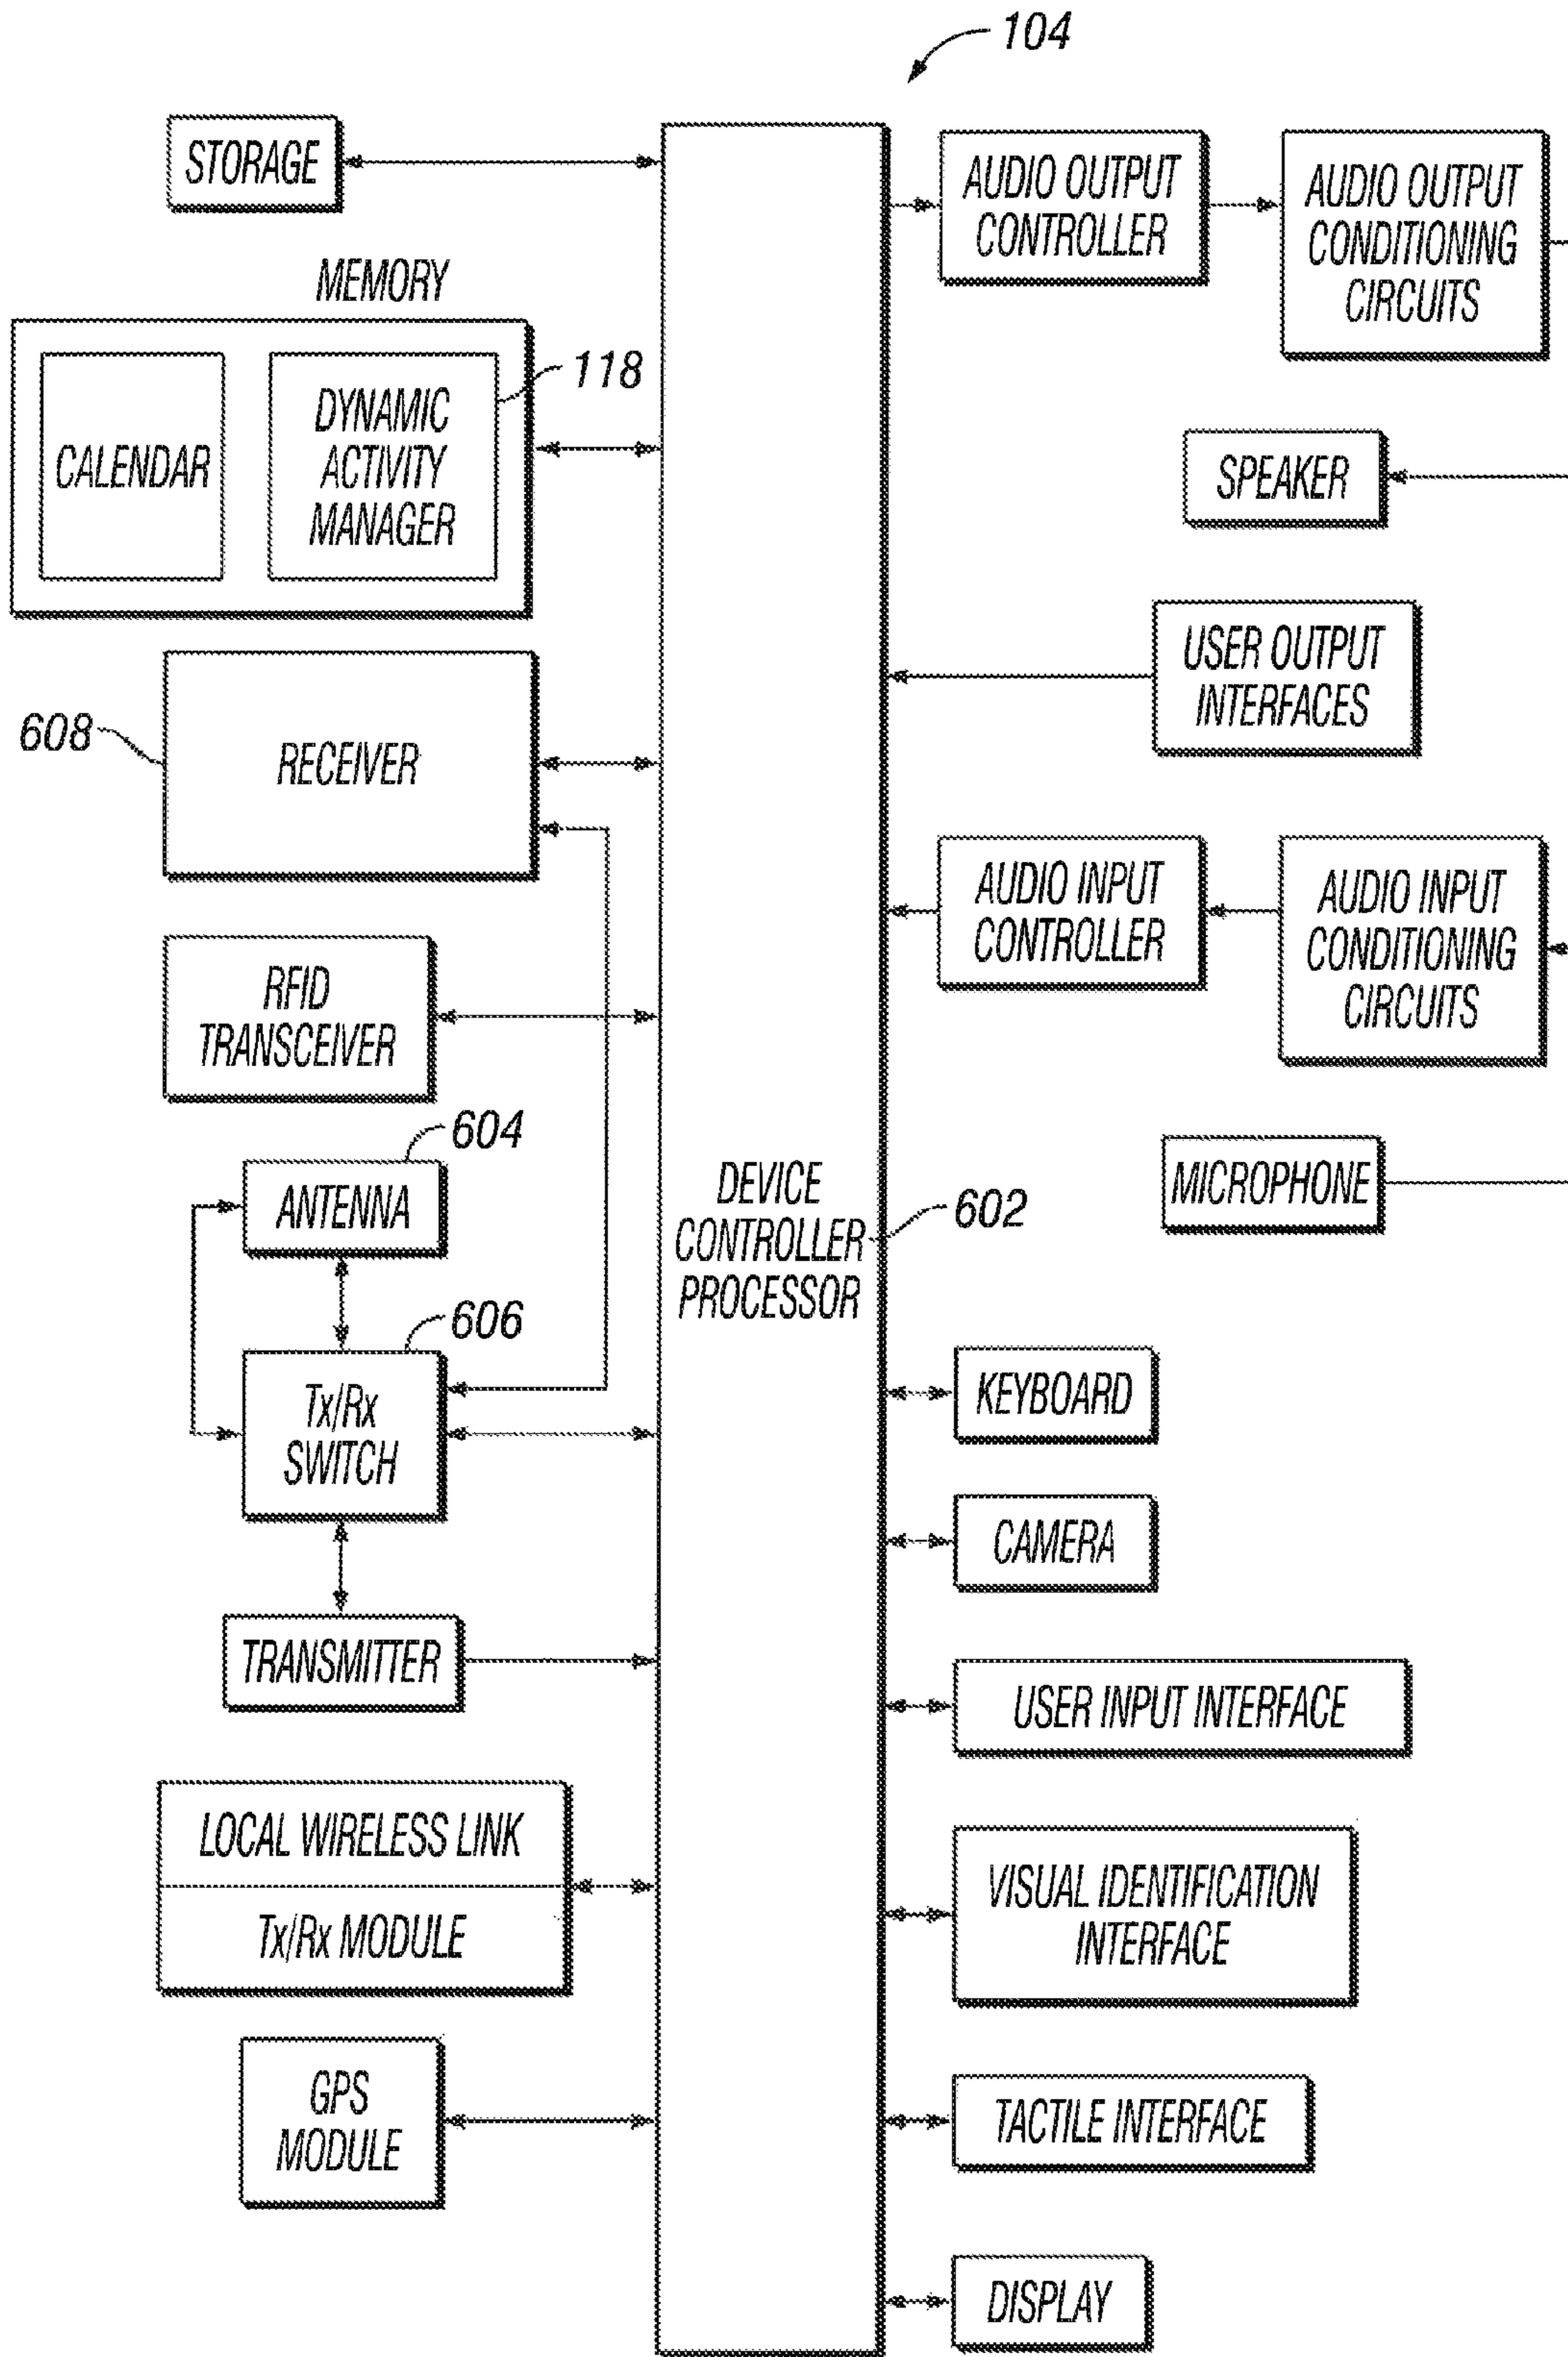 104
STORAGE
AUDIO OUTPUT
CONTROLLER
AUDIO OUTPUT
CONDITIONING
CIRCUITS
MEMORY
118
CALENDAR
DYNAMIC
ACTIVITY
MANAGER
SPEAKER
USER OUTPUT
INTERFACES
608
RECEIVER
AUDIO INPUT
CONTROLLER
AUDIO INPUT
CONDITIONING
CIRCUITS
RFID
TRANSCEIVER
604
ANTENNA
DEVICE
CONTROLLER
PROCESSOR
602
MICROPHONE
606
Tx/Rx
SWITCH
KEYBOARD
CAMERA
TRANSMITTER
USER INPUT INTERFACE
LOCAL WIRELESS LINK
Tx/Rx MODULE
VISUAL IDENTIFICATION
INTERFACE
GPS
MODULE
TACTILE INTERFACE
DISPLAY